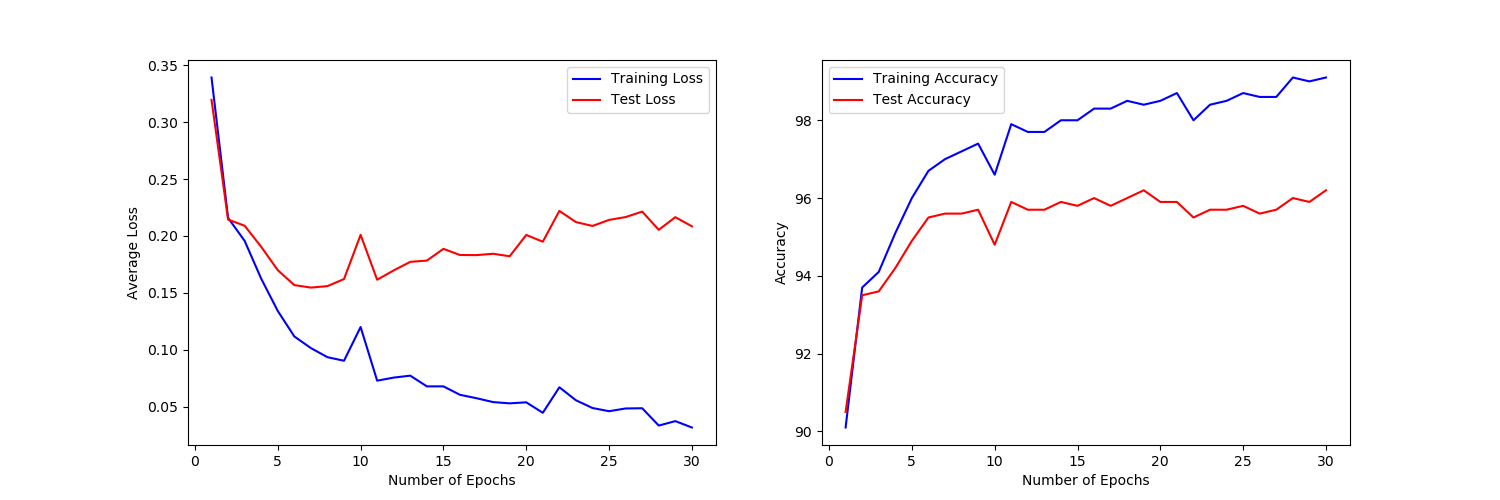 0.35
0.30
0.25
0.20
0.15
0.10
0.05
Average Loss
Training Loss
Test Loss
0 5 10 15 20 25 30
Number of Epochs
98
96
94
92
90
Accuracy
Training Accuracy
Test Accuracy
0 5 10 15 20 25 30
Number of Epochs